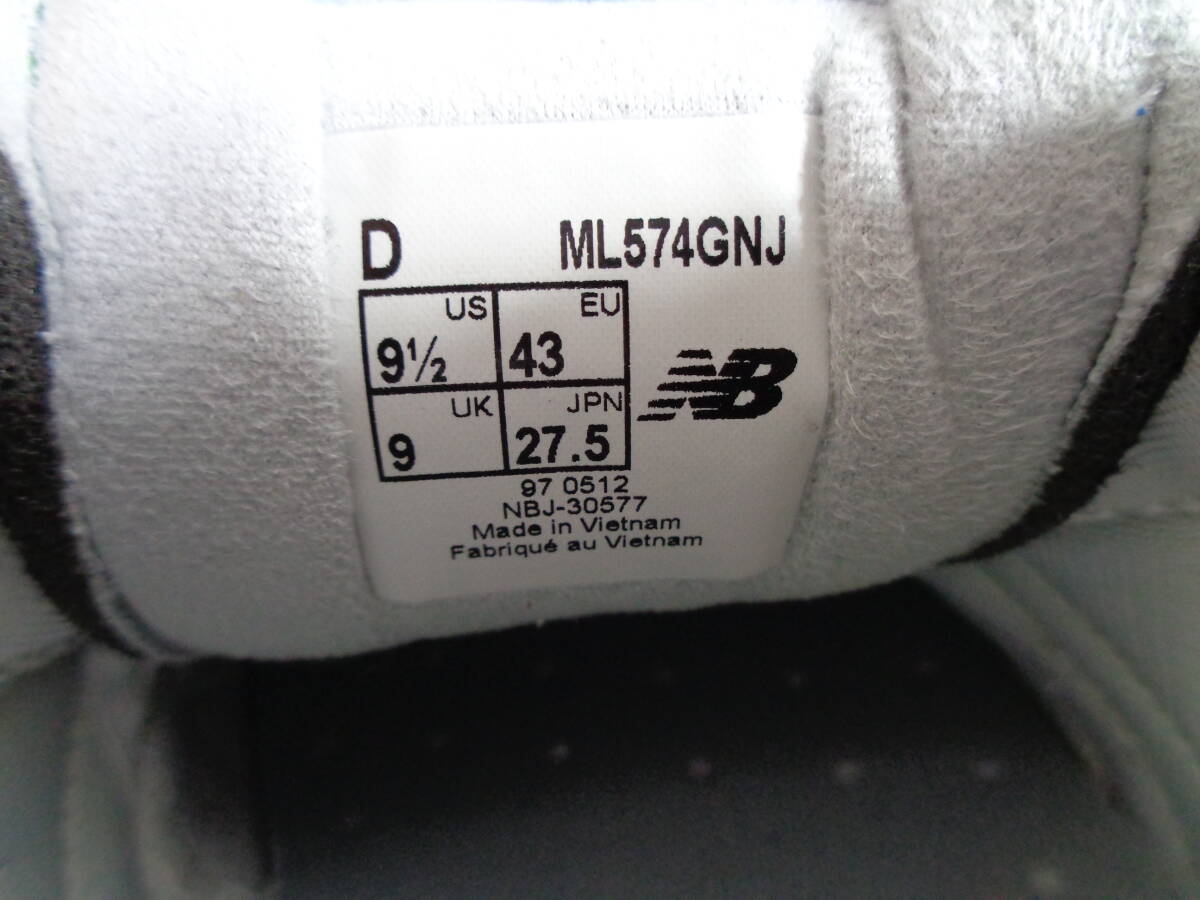 D ML574GNJ
US EU
9½ 43
UK JPN
9 27.5
NB
97 0512
NBJ-30577
Made in Vietnam
Fabriqué au Vietnam